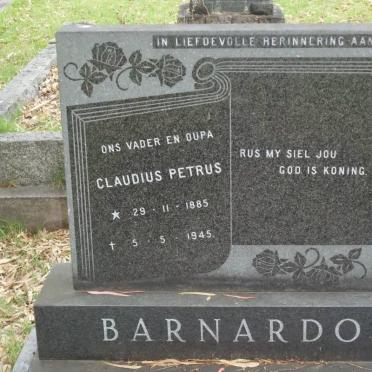 IN LIEFDEVOLLE HERINNERING AAN
ONS VADER EN OUPA
CLAUDIUS PETRUS
★ 29 · 11 · 1885
† 5 · 5 · 1945.
RUS MY SIEL JOU
GOD IS KONING.
BARNARDO